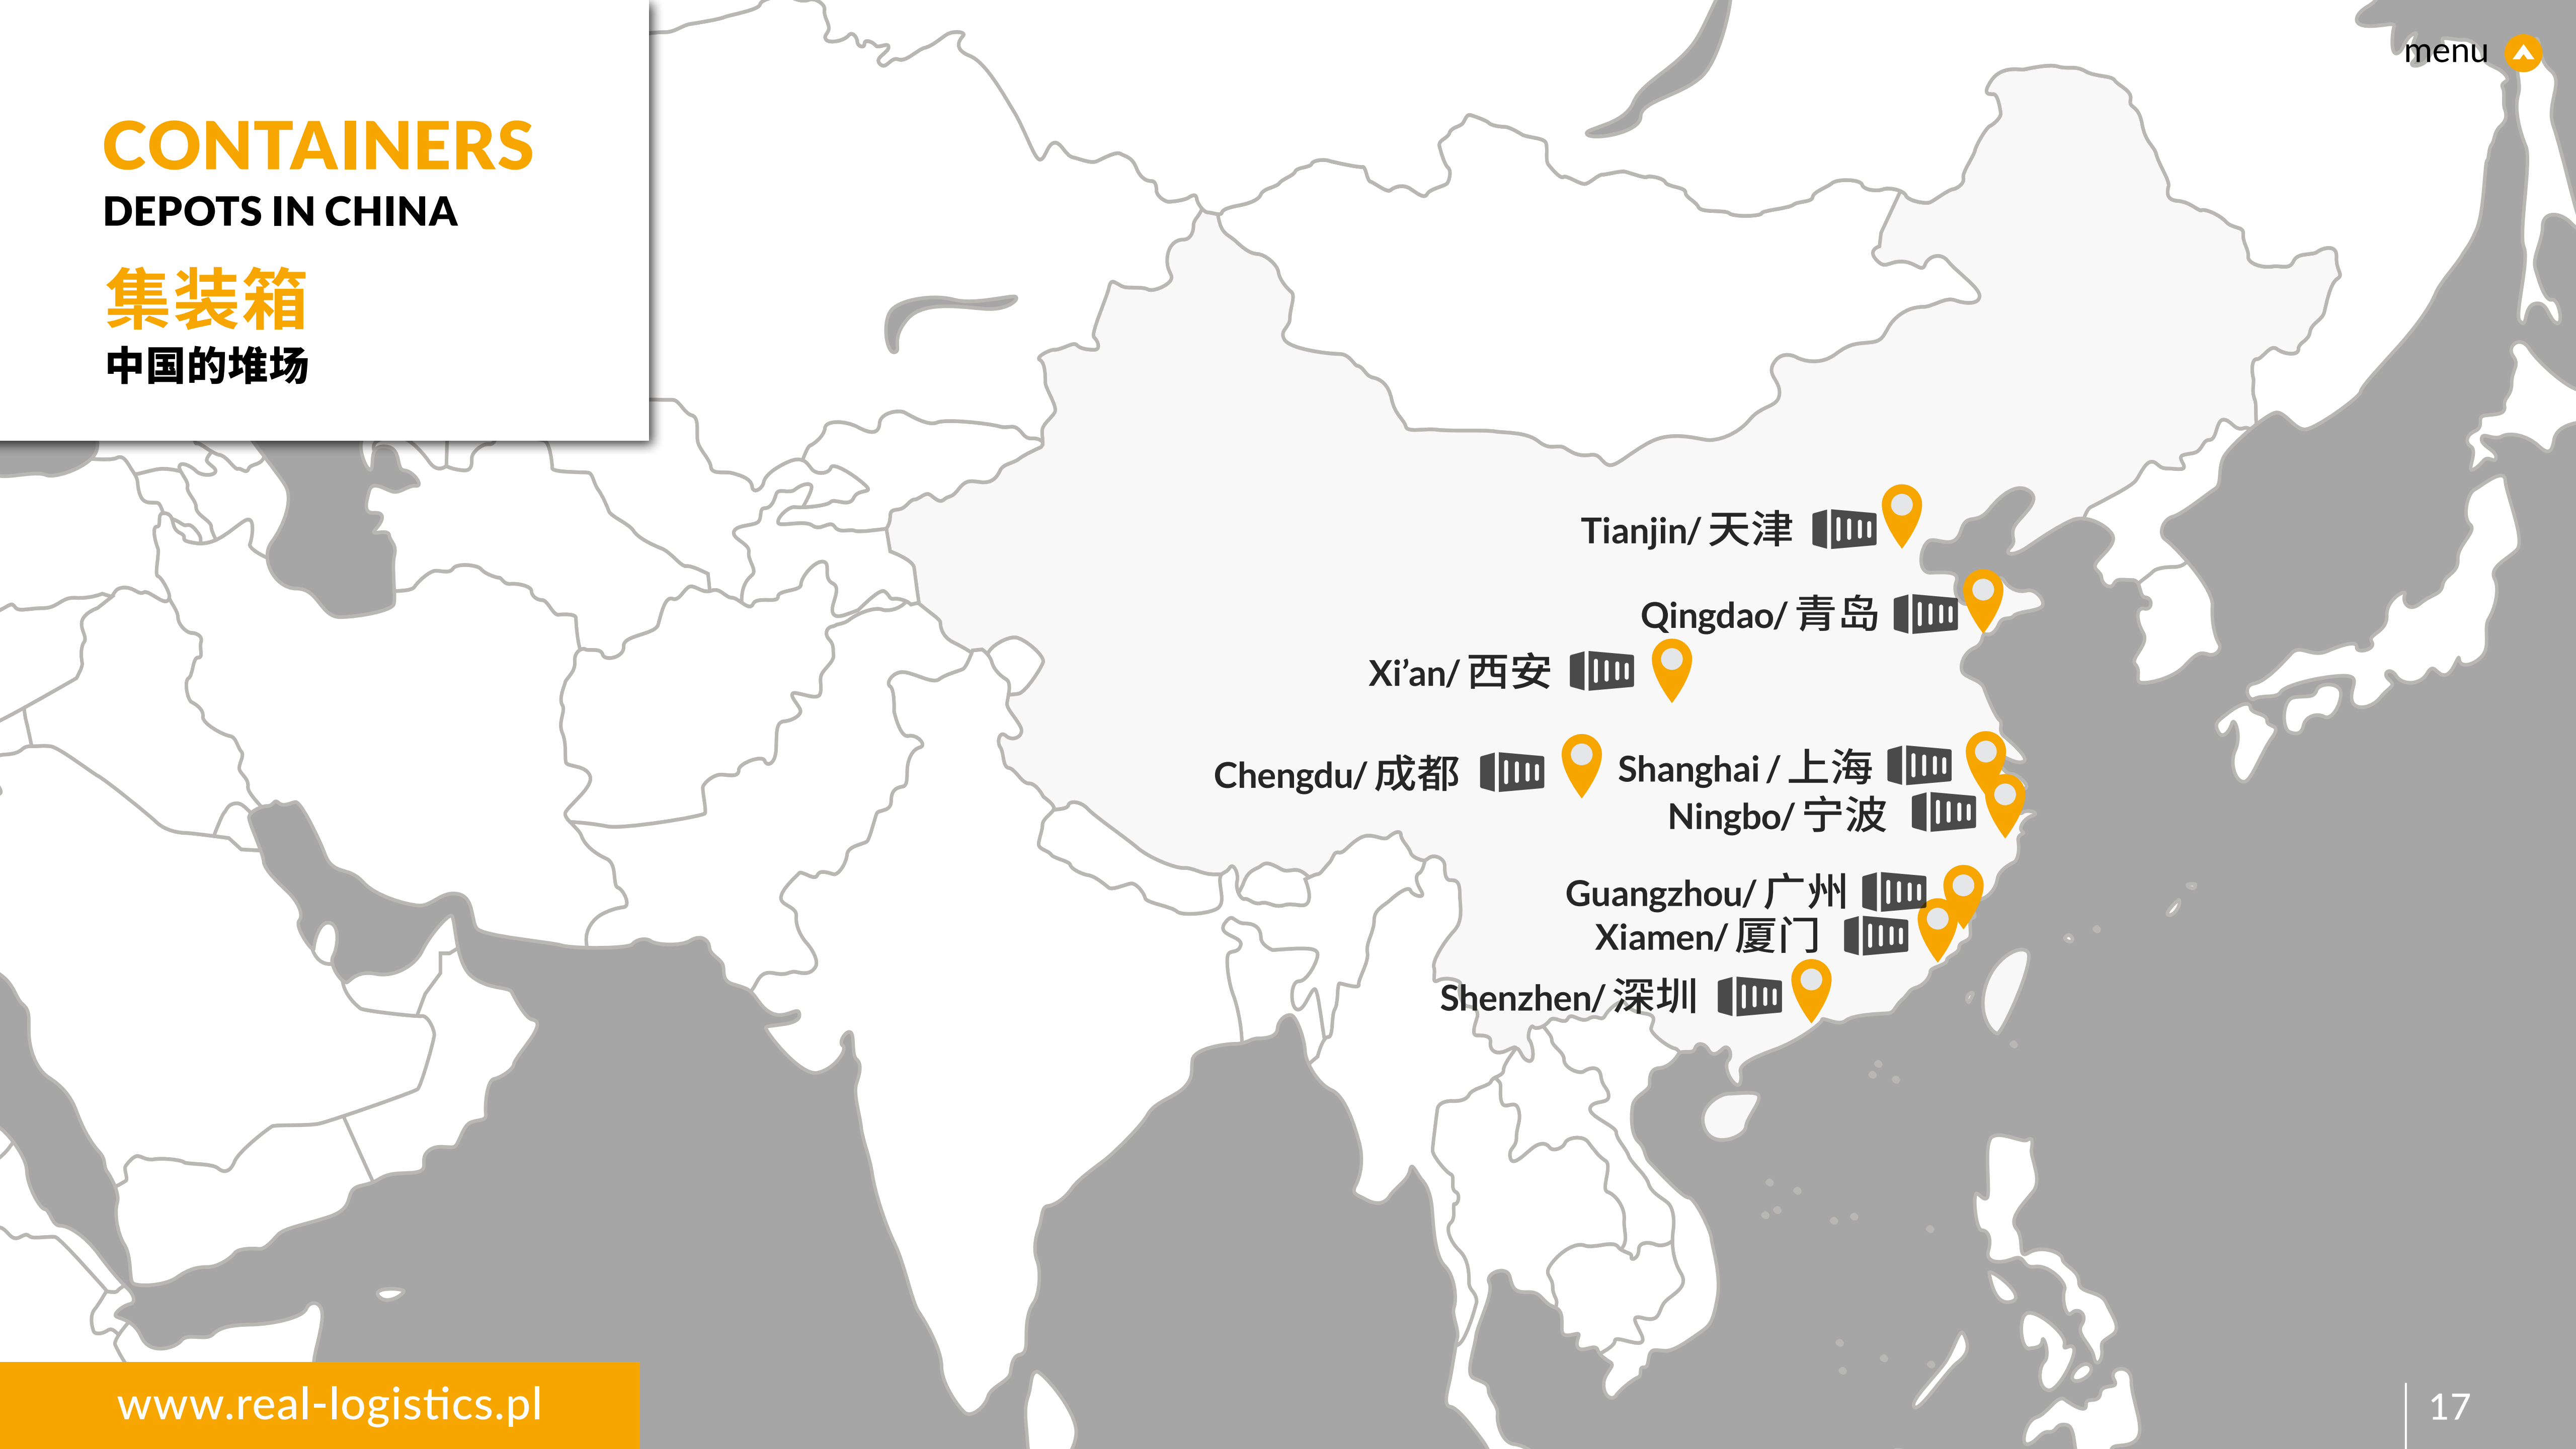 menu
CONTAINERS
DEPOTS IN CHINA
集装箱
中国的堆场
Tianjin/ 天津
Qingdao/ 青岛
Xi’an/ 西安
Chengdu/ 成都
Shanghai / 上海
Ningbo/ 宁波
Guangzhou/ 广州
Xiamen/ 厦门
Shenzhen/ 深圳
www.real-logistics.pl
17